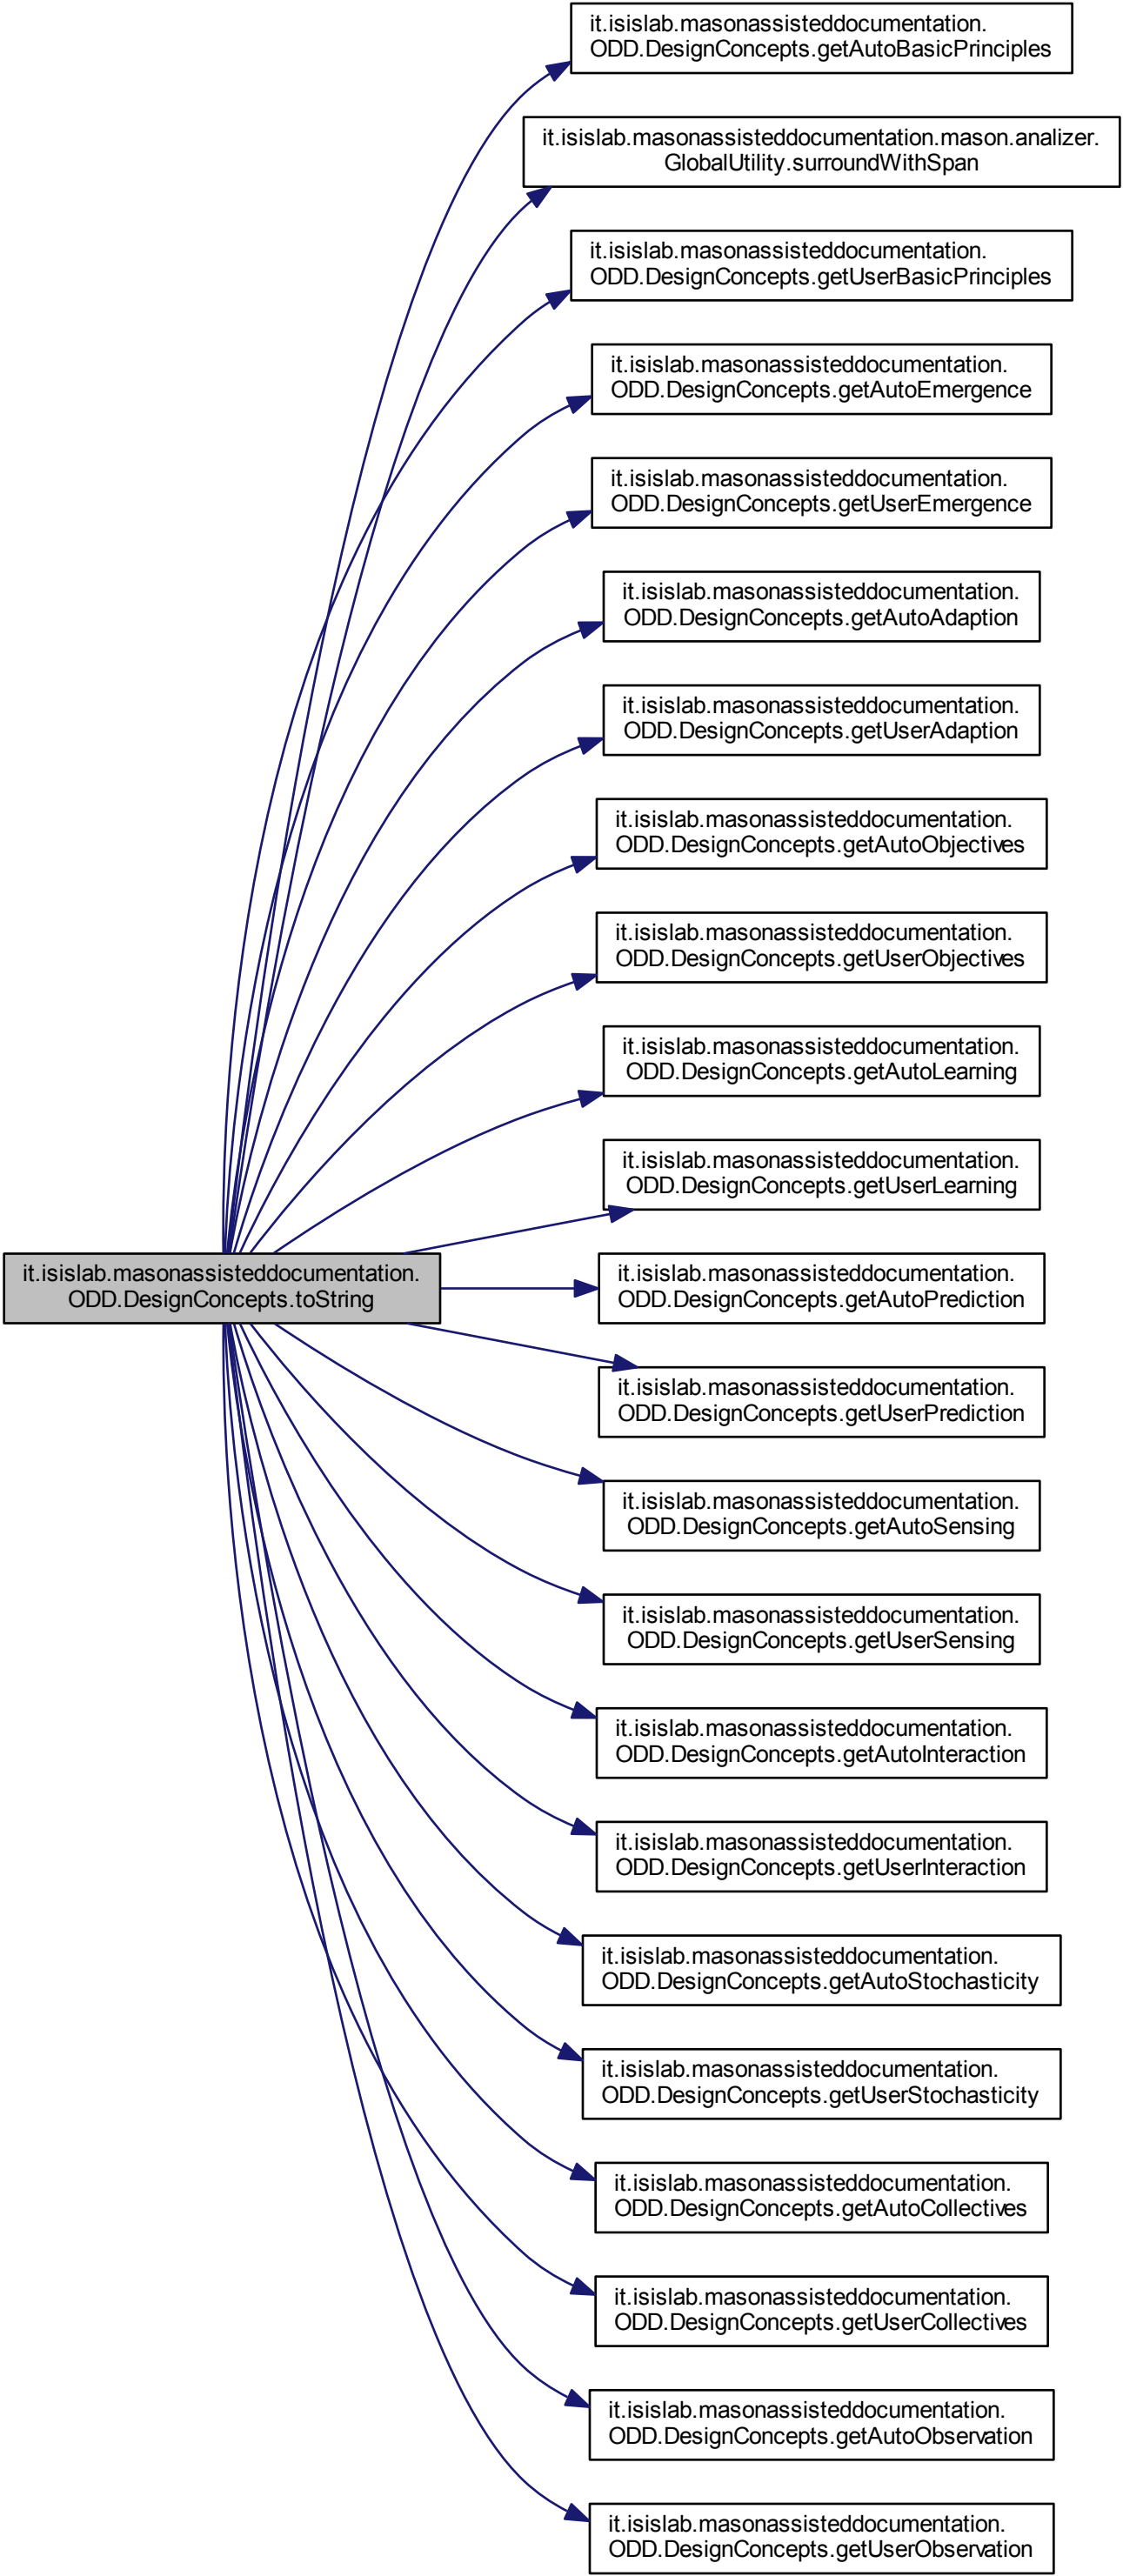 it.isislab.masonassisteddocumentation.
ODD.DesignConcepts.getAutoBasicPrinciples
it.isislab.masonassisteddocumentation.mason.analizer.
GlobalUtility.surroundWithSpan
it.isislab.masonassisteddocumentation.
ODD.DesignConcepts.getUserBasicPrinciples
it.isislab.masonassisteddocumentation.
ODD.DesignConcepts.getAutoEmergence
it.isislab.masonassisteddocumentation.
ODD.DesignConcepts.getUserEmergence
it.isislab.masonassisteddocumentation.
ODD.DesignConcepts.getAutoAdaption
it.isislab.masonassisteddocumentation.
ODD.DesignConcepts.getUserAdaption
it.isislab.masonassisteddocumentation.
ODD.DesignConcepts.getAutoObjectives
it.isislab.masonassisteddocumentation.
ODD.DesignConcepts.getUserObjectives
it.isislab.masonassisteddocumentation.
ODD.DesignConcepts.getAutoLearning
it.isislab.masonassisteddocumentation.
ODD.DesignConcepts.getUserLearning
it.isislab.masonassisteddocumentation.
ODD.DesignConcepts.toString
it.isislab.masonassisteddocumentation.
ODD.DesignConcepts.getAutoPrediction
it.isislab.masonassisteddocumentation.
ODD.DesignConcepts.getUserPrediction
it.isislab.masonassisteddocumentation.
ODD.DesignConcepts.getAutoSensing
it.isislab.masonassisteddocumentation.
ODD.DesignConcepts.getUserSensing
it.isislab.masonassisteddocumentation.
ODD.DesignConcepts.getAutoInteraction
it.isislab.masonassisteddocumentation.
ODD.DesignConcepts.getUserInteraction
it.isislab.masonassisteddocumentation.
ODD.DesignConcepts.getAutoStochasticity
it.isislab.masonassisteddocumentation.
ODD.DesignConcepts.getUserStochasticity
it.isislab.masonassisteddocumentation.
ODD.DesignConcepts.getAutoCollectives
it.isislab.masonassisteddocumentation.
ODD.DesignConcepts.getUserCollectives
it.isislab.masonassisteddocumentation.
ODD.DesignConcepts.getAutoObservation
it.isislab.masonassisteddocumentation.
ODD.DesignConcepts.getUserObservation